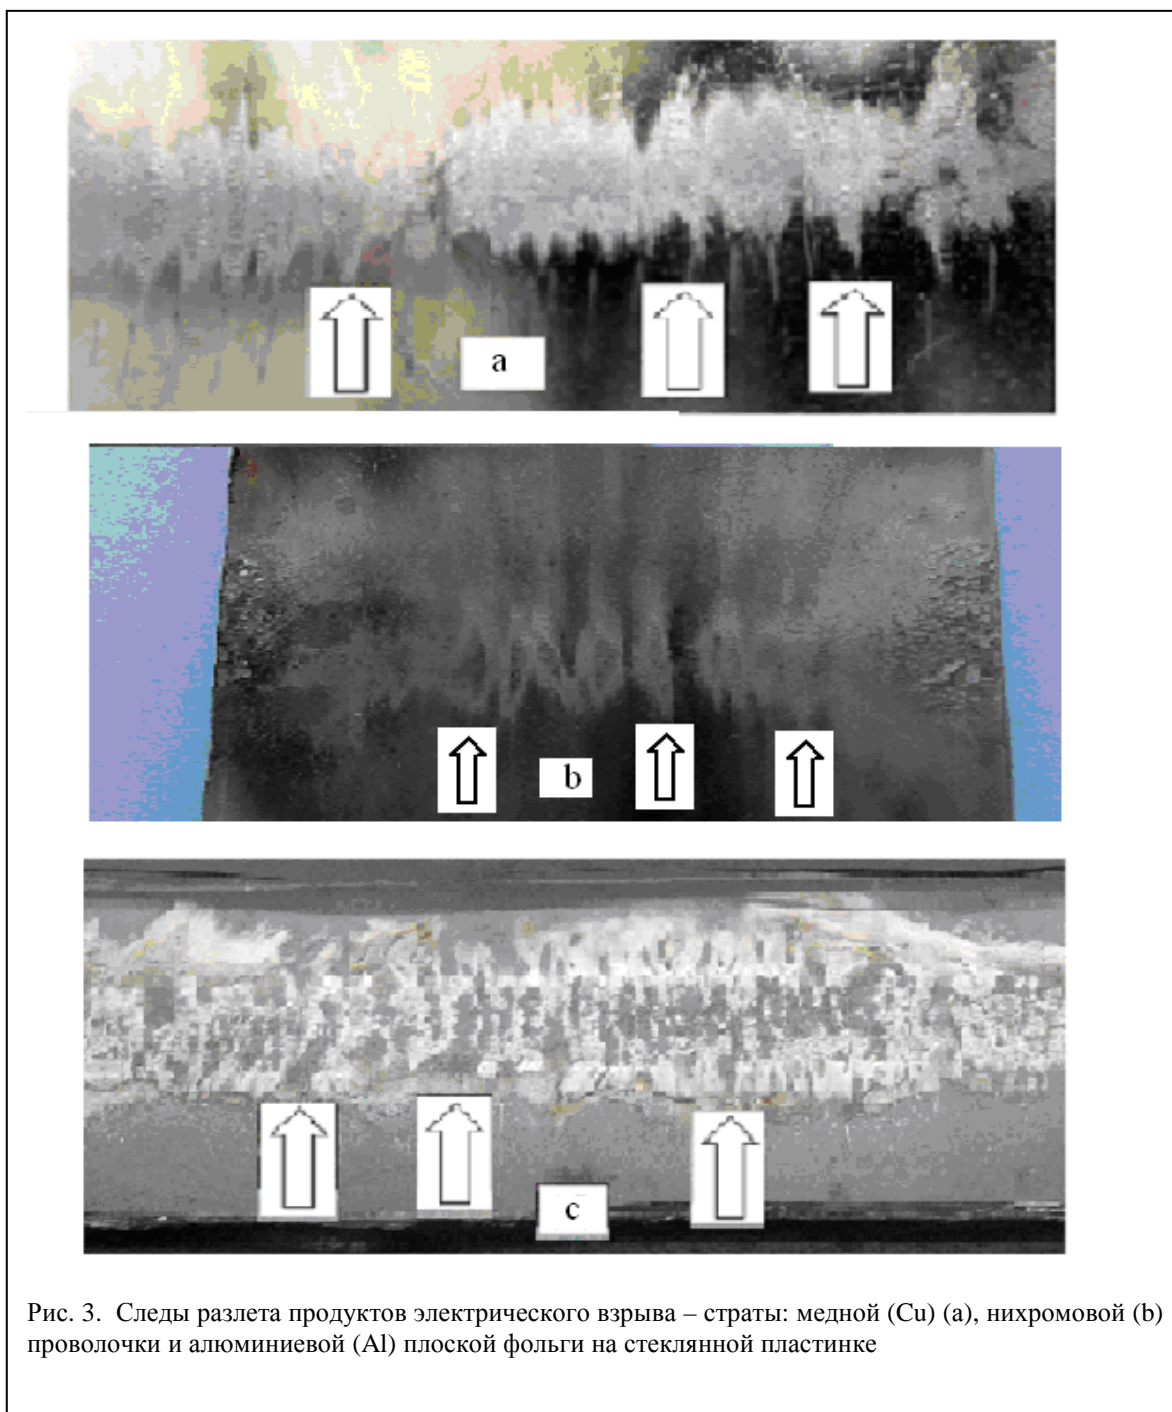 a
b
c
Рис. 3. Следы разлета продуктов электрического взрыва – страты: медной (Cu) (a), нихромовой (b)
проволочки и алюминиевой (Al) плоской фольги на стеклянной пластинке